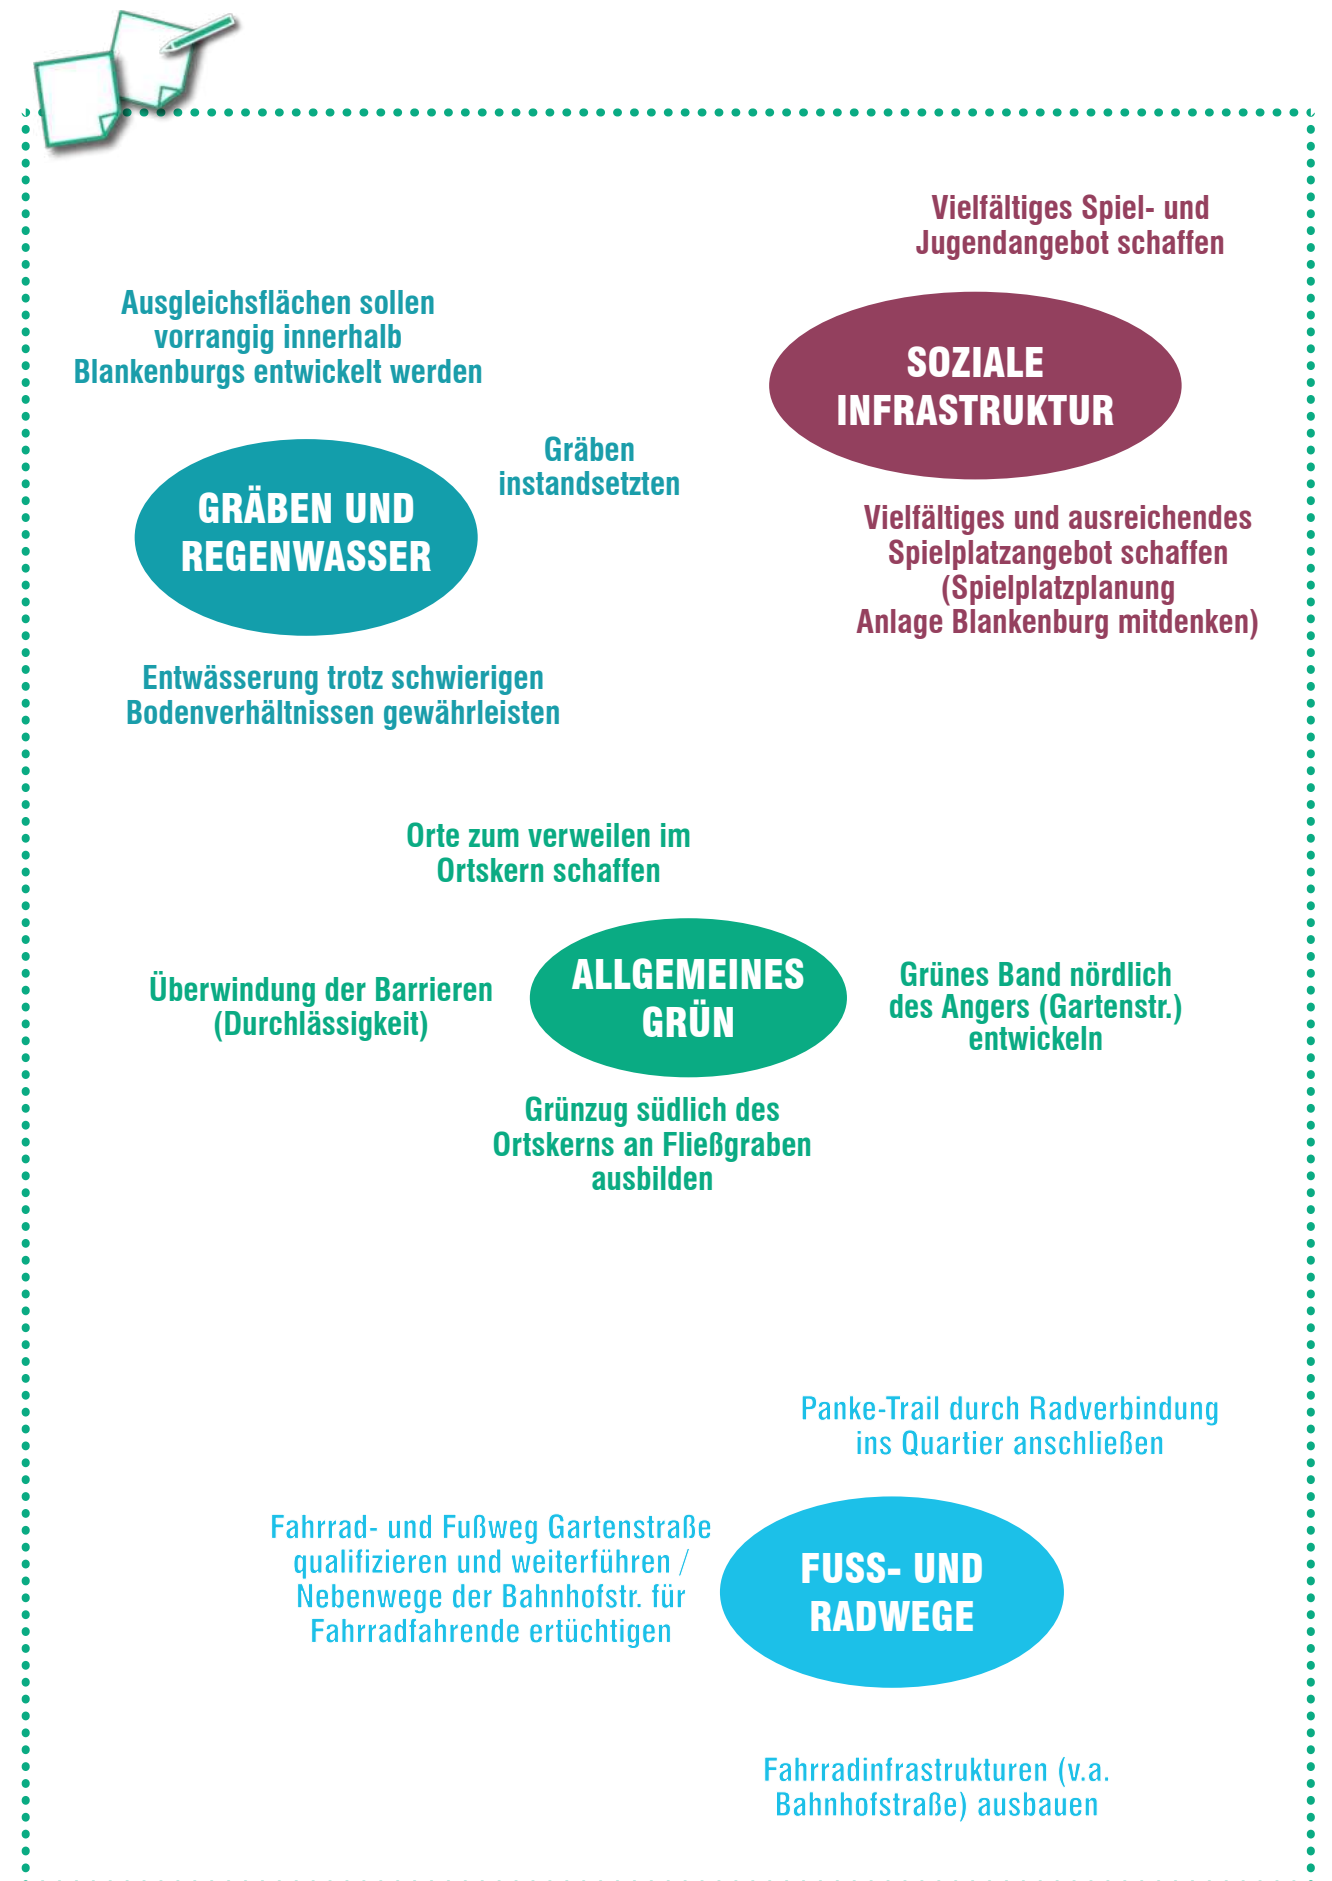 Vielfältiges Spiel- und
Jugendangebot schaffen
SOZIALE
INFRASTRUKTUR
Vielfältiges und ausreichendes
Spielplatzangebot schaffen
(Spielplatzplanung
Anlage Blankenburg mitdenken)
Ausgleichsflächen sollen
vorrangig innerhalb
Blankenburgs entwickelt werden
Gräben
instandsetzten
GRÄBEN UND
REGENWASSER
Entwässerung trotz schwierigen
Bodenverhältnissen gewährleisten
Orte zum verweilen im
Ortskern schaffen
Überwindung der Barrieren
(Durchlässigkeit)
ALLGEMEINES
GRÜN
Grünes Band nördlich
des Angers (Gartenstr.)
entwickeln
Grünzug südlich des
Ortskerns an Fließgraben
ausbilden
Panke-Trail durch Radverbindung
ins Quartier anschließen
Fahrrad- und Fußweg Gartenstraße
qualifizieren und weiterführen /
Nebenwege der Bahnhofstr. für
Fahrradfahrende ertüchtigen
FUSS- UND
RADWEGE
Fahrradinfrastrukturen (v.a.
Bahnhofstraße) ausbauen